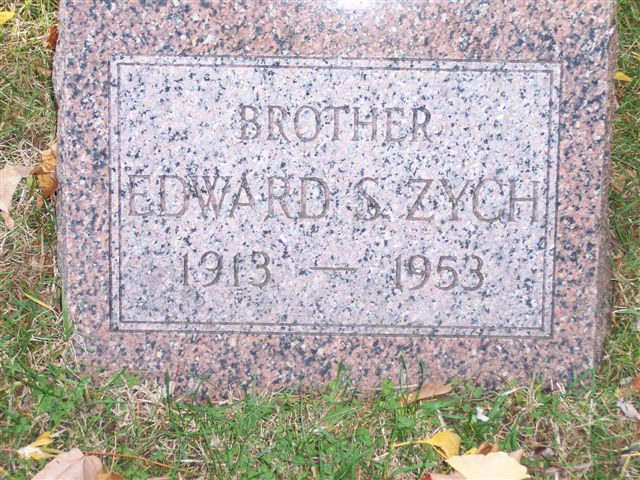 BROTHER
EDWARD S. ZYCH
1913 — 1953